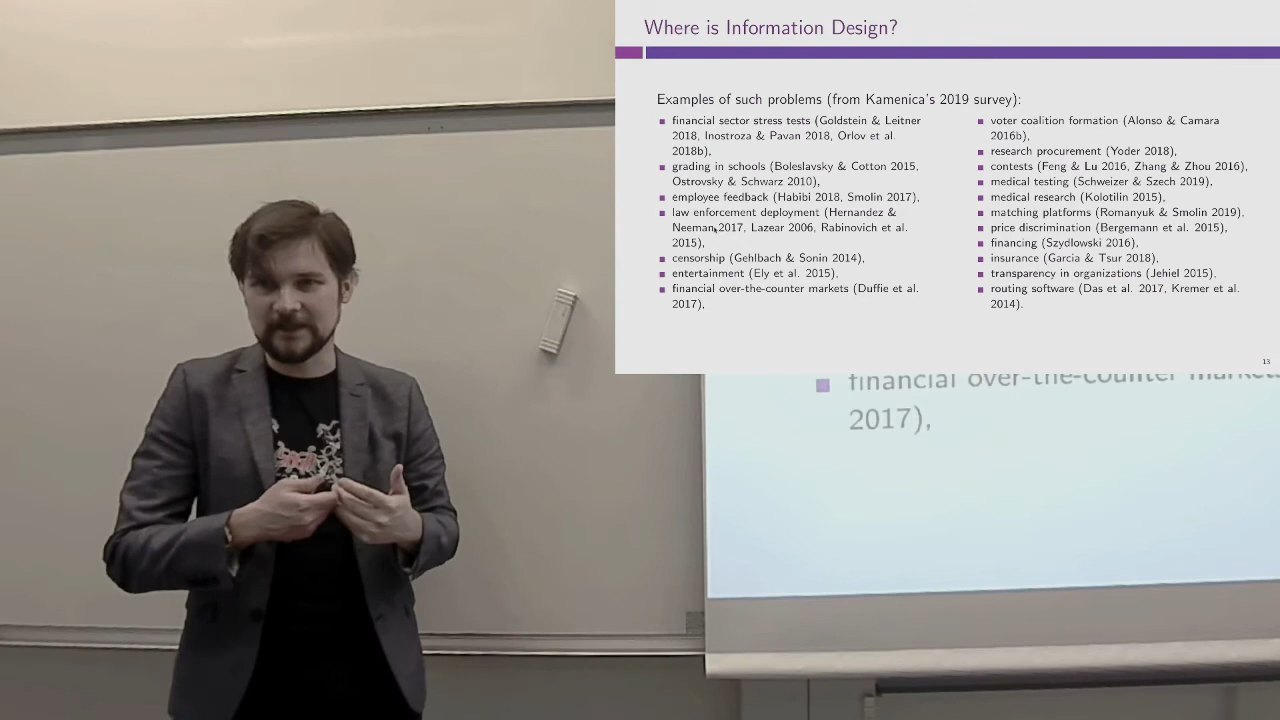 Where is Information Design?
Examples of such problems (from Kamenica's 2019 survey):
financial sector stress tests (Goldstein & Leitner
2018, Inostroza & Pavan 2018, Orlov et al.
2018b),
grading in schools (Boleslavsky & Cotton 2015,
Ostrovsky & Schwarz 2010),
employee feedback (Habibi 2018, Smolin 2017),
law enforcement deployment (Hernandez &
Neeman 2017, Lazear 2006, Rabinovich et al.
2015),
censorship (Gehlbach & Sonin 2014),
entertainment (Ely et al. 2015),
financial over-the-counter markets (Duffie et al.
2017),
voter coalition formation (Alonso & Camara
2016b),
research procurement (Yoder 2018),
contests (Feng & Lu 2016, Zhang & Zhou 2016),
medical testing (Schweizer & Szech 2019),
medical research (Kolotilin 2015),
matching platforms (Romanyuk & Smolin 2019),
price discrimination (Bergemann et al. 2015),
financing (Szydlowski 2016),
insurance (Garcia & Tsur 2018),
transparency in organizations (Jehiel 2015),
routing software (Das et al. 2017, Kremer et al.
2014).
13
financial over-the-counter
2017),